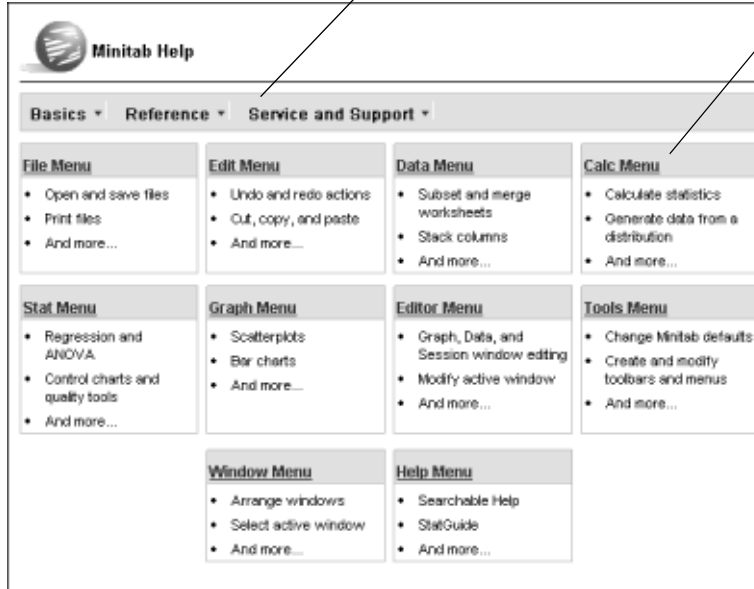 Minitab Help
Basics Reference Service and Support
File Menu
• Open and save files
• Print files
• And more...
Edit Menu
• Undo and redo actions
• Cut, copy, and paste
• And more...
Data Menu
• Subset and merge
worksheets
• Stack columns
• And more...
Calc Menu
• Calculate statistics
• Generate data from a
distribution
• And more...
Stat Menu
• Regression and
ANOVA
• Control charts and
quality tools
• And more...
Graph Menu
• Scatterplots
• Bar charts
• And more...
Editor Menu
• Graph, Data, and
Session window editing
• Modify active window
• And more...
Tools Menu
• Change Minitab defaults
• Create and modify
toolbars and menus
• And more...
Window Menu
• Arrange windows
• Select active window
• And more...
Help Menu
• Searchable Help
• StatGuide
• And more...